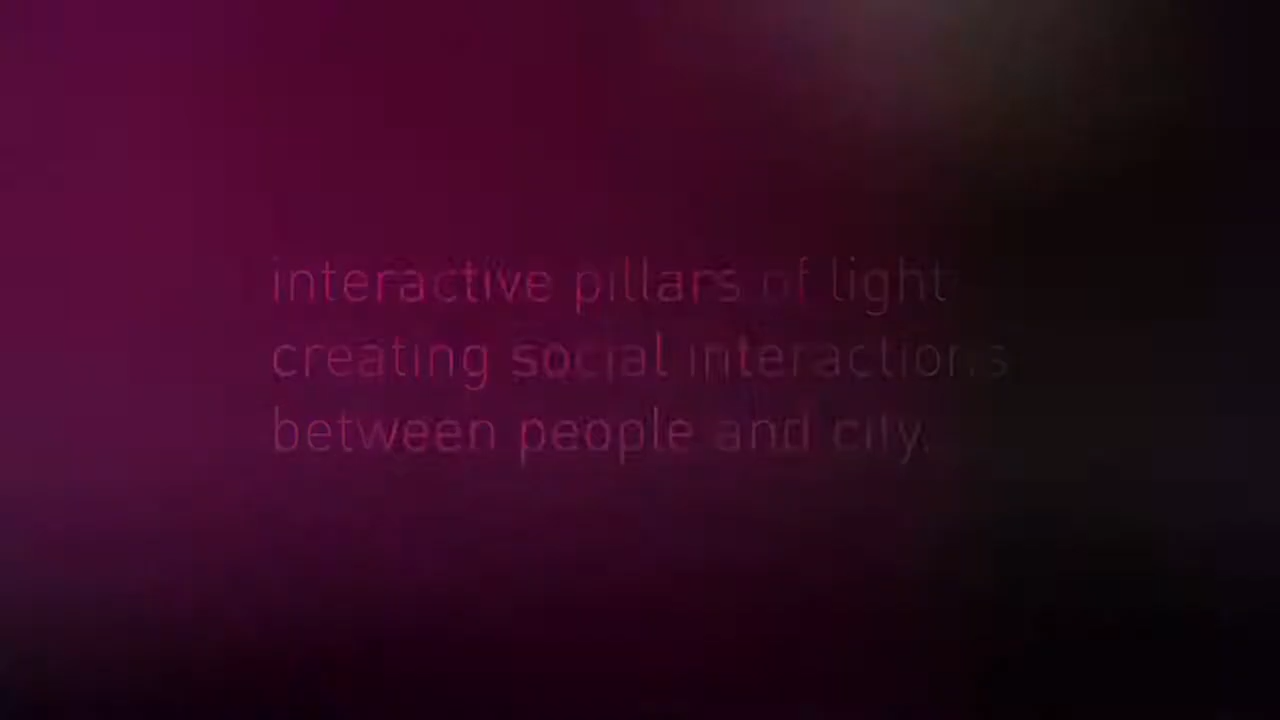 interactive pillars of light
creating social interactions
between people and city.